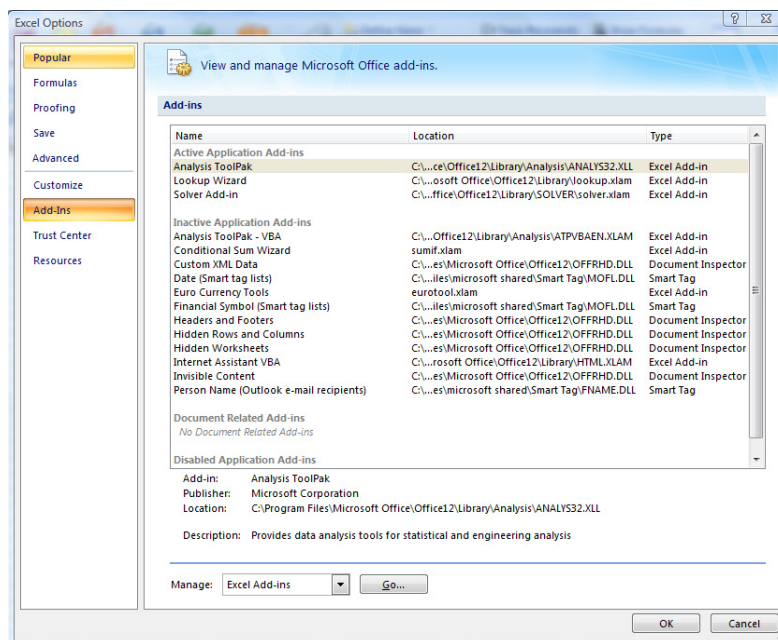 Excel Options
Popular
Formulas
Proofing
Save
Advanced
Customize
Add-Ins
Trust Center
Resources
View and manage Microsoft Office add-ins.
Add-ins
Name Location Type
Active Application Add-ins
Analysis ToolPak C:\...ce\Office12\Library\Analysis\ANALYS32.XLL Excel Add-in
Lookup Wizard C:\...osoft Office\Office12\Library\lookup.xlam Excel Add-in
Solver Add-in C:\...ffice\Office12\Library\SOLVER\solver.xlam Excel Add-in
Inactive Application Add-ins
Analysis ToolPak - VBA C:\...Office12\Library\Analysis\ATPVBAEN.XLAM Excel Add-in
Conditional Sum Wizard sumif.xlam Excel Add-in
Custom XML Data C:\...es\Microsoft Office\Office12\OFFRHD.DLL Document Inspector
Date (Smart tag lists) C:\...iles\microsoft shared\Smart Tag\MOFL.DLL Smart Tag
Euro Currency Tools eurotool.xlam Excel Add-in
Financial Symbol (Smart tag lists) C:\...iles\microsoft shared\Smart Tag\MOFL.DLL Smart Tag
Headers and Footers C:\...es\Microsoft Office\Office12\OFFRHD.DLL Document Inspector
Hidden Rows and Columns C:\...es\Microsoft Office\Office12\OFFRHD.DLL Document Inspector
Hidden Worksheets C:\...es\Microsoft Office\Office12\OFFRHD.DLL Document Inspector
Internet Assistant VBA C:\...rosoft Office\Office12\Library\HTML.XLAM Excel Add-in
Invisible Content C:\...es\Microsoft Office\Office12\OFFRHD.DLL Document Inspector
Person Name (Outlook e-mail recipients) C:\...es\microsoft shared\Smart Tag\FNAME.DLL Smart Tag
Document Related Add-ins
No Document Related Add-ins
Disabled Application Add-ins
Add-in: Analysis ToolPak
Publisher: Microsoft Corporation
Location: C:\Program Files\Microsoft Office\Office12\Library\Analysis\ANALYS32.XLL
Description: Provides data analysis tools for statistical and engineering analysis
Manage: Excel Add-ins Go...
OK Cancel